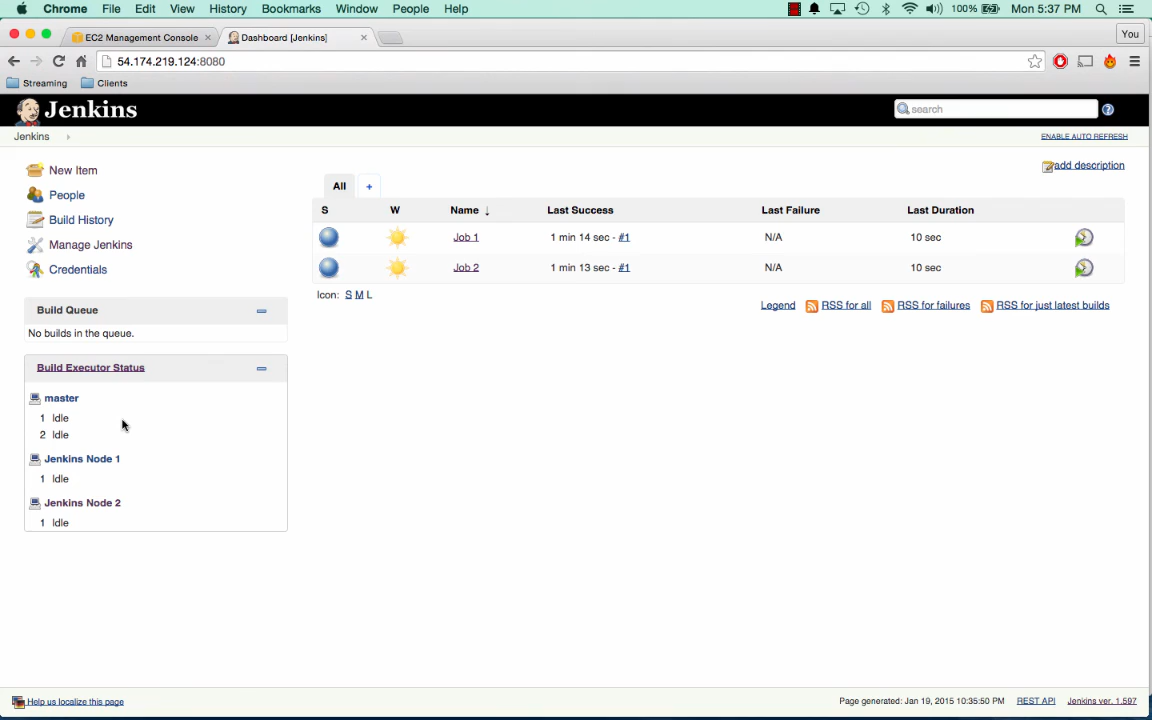 Chrome File Edit View History Bookmarks Window People Help 100% Mon 5:37 PM
EC2 Management Console × Dashboard [Jenkins] × You
54.174.219.124:8080
Streaming Clients
Jenkins search
Jenkins ENABLE AUTO REFRESH
New Item add description
People All +
Build History S W Name ↓ Last Success Last Failure Last Duration
Manage Jenkins Job 1 1 min 14 sec - #1 N/A 10 sec
Credentials Job 2 1 min 13 sec - #1 N/A 10 sec
Icon: S M L
Legend RSS for all RSS for failures RSS for just latest builds
Build Queue
No builds in the queue.
Build Executor Status
master
1 Idle
2 Idle
Jenkins Node 1
1 Idle
Jenkins Node 2
1 Idle
Help us localize this page Page generated: Jan 19, 2015 10:35:50 PM REST API Jenkins ver. 1.597